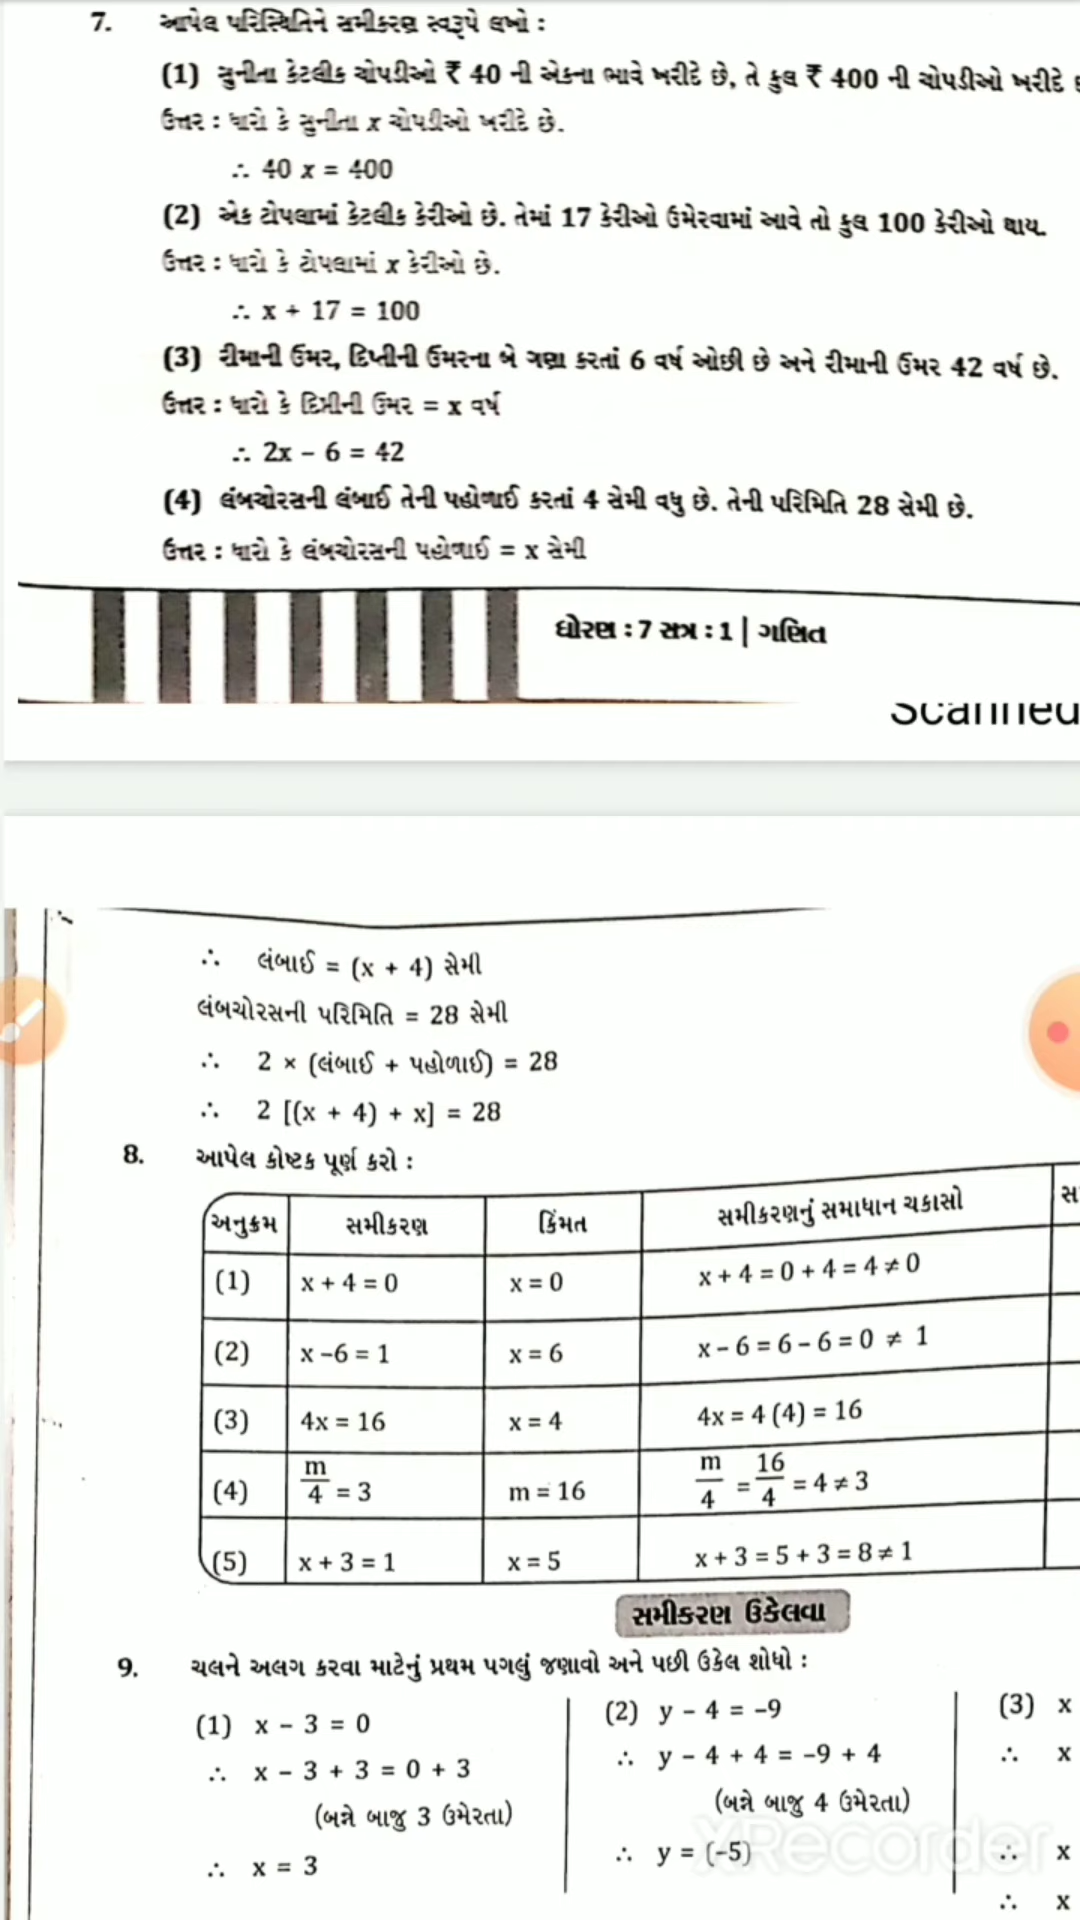 7. આપેલ પરિસ્થિતિને સમીકરણ સ્વરૂપે લખો :
(1) સુનીતા કેટલીક ચોપડીઓ ₹ 40 ની એકના ભાવે ખરીદે છે, તે કુલ ₹ 400 ની ચોપડીઓ ખરીદે
ઉત્તર : ધારો કે સુનીતા x ચોપડીઓ ખરીદે છે.
∴ 40 x = 400
(2) એક ટોપલામાં કેટલીક કેરીઓ છે. તેમાં 17 કેરીઓ ઉમેરવામાં આવે તો કુલ 100 કેરીઓ થાય.
ઉત્તર : ધારો કે ટોપલામાં x કેરીઓ છે.
∴ x + 17 = 100
(3) રીમાની ઉંમર, દિપ્તીની ઉંમરના બે ગણા કરતાં 6 વર્ષ ઓછી છે અને રીમાની ઉંમર 42 વર્ષ છે.
ઉત્તર : ધારો કે દિપ્તીની ઉંમર = x વર્ષ
∴ 2x – 6 = 42
(4) લંબચોરસની લંબાઈ તેની પહોળાઈ કરતાં 4 સેમી વધુ છે. તેની પરિમિતિ 28 સેમી છે.
ઉત્તર : ધારો કે લંબચોરસની પહોળાઈ = x સેમી
ધોરણ : 7 સત્ર : 1 | ગણિત
Scanned
∴ લંબાઈ = (x + 4) સેમી
લંબચોરસની પરિમિતિ = 28 સેમી
∴ 2 × (લંબાઈ + પહોળાઈ) = 28
∴ 2 [(x + 4) + x] = 28
8. આપેલ કોષ્ટક પૂર્ણ કરો :
અનુક્રમ સમીકરણ કિંમત સમીકરણનું સમાધાન ચકાસો
(1) x + 4 = 0 x = 0 x + 4 = 0 + 4 = 4 ≠ 0
(2) x –6 = 1 x = 6 x – 6 = 6 – 6 = 0 ≠ 1
(3) 4x = 16 x = 4 4x = 4 (4) = 16
(4) m/4 = 3 m = 16 m/4 = 16/4 = 4 ≠ 3
(5) x + 3 = 1 x = 5 x + 3 = 5 + 3 = 8 ≠ 1
સમીકરણ ઉકેલવા
9. ચલને અલગ કરવા માટેનું પ્રથમ પગલું જણાવો અને પછી ઉકેલ શોધો :
(1) x – 3 = 0
∴ x – 3 + 3 = 0 + 3
(બન્ને બાજુ 3 ઉમેરતા)
∴ x = 3
(2) y – 4 = –9
∴ y – 4 + 4 = –9 + 4
(બન્ને બાજુ 4 ઉમેરતા)
∴ y = (–5)
(3) x
∴ x
∴ x
∴ x
XRecorder